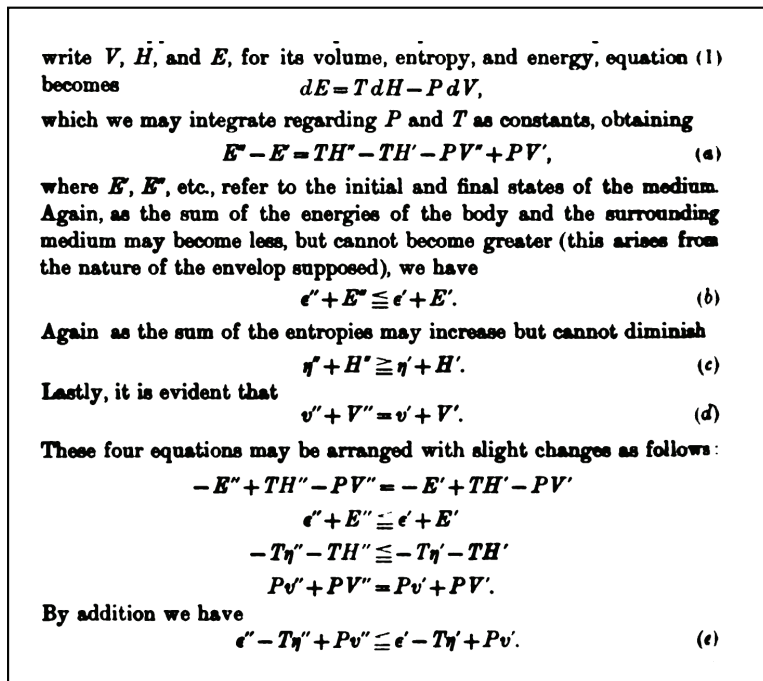 write V, H, and E, for its volume, entropy, and energy, equation (1)
becomes dE = T dH − P dV,
which we may integrate regarding P and T as constants, obtaining
E″ − E′ = TH″ − TH′ − PV″ + PV′, (a)
where E′, E″, etc., refer to the initial and final states of the medium.
Again, as the sum of the energies of the body and the surrounding
medium may become less, but cannot become greater (this arises from
the nature of the envelop supposed), we have
ϵ″ + E″ ≦ ϵ′ + E′. (b)
Again as the sum of the entropies may increase but cannot diminish
η″ + H″ ≧ η′ + H′. (c)
Lastly, it is evident that
v″ + V″ = v′ + V′. (d)
These four equations may be arranged with slight changes as follows:
−E″ + TH″ − PV″ = −E′ + TH′ − PV′
ϵ″ + E″ ≦ ϵ′ + E′
−Tη″ − TH″ ≦ −Tη′ − TH′
Pv″ + PV″ = Pv′ + PV′.
By addition we have
ϵ″ − Tη″ + Pv″ ≦ ϵ′ − Tη′ + Pv′. (e)